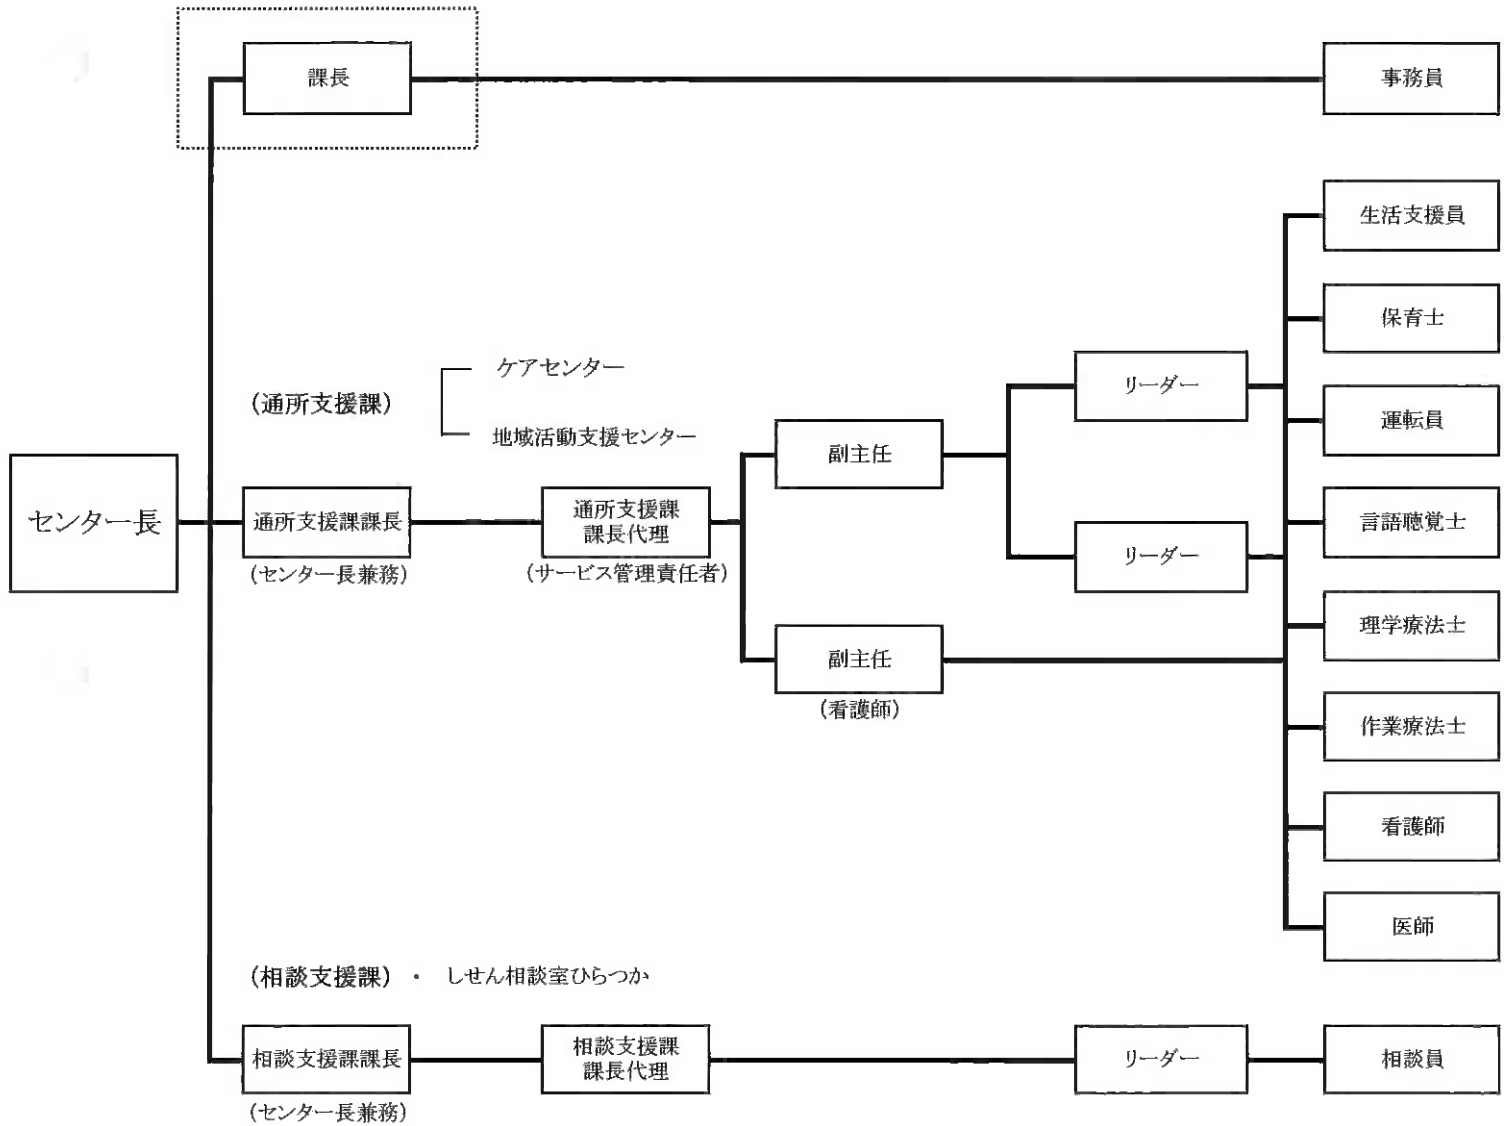 課長
事務員
生活支援員
保育士
ケアセンター
リーダー
(通所支援課)
運転員
地域活動支援センター
副主任
センター長
通所支援課課長
通所支援課
課長代理
言語聴覚士
(センター長兼務)
(サービス管理責任者)
リーダー
理学療法士
副主任
(看護師)
作業療法士
看護師
医師
(相談支援課)・ しせん相談室ひらつか
相談支援課課長
相談支援課
課長代理
リーダー
相談員
(センター長兼務)